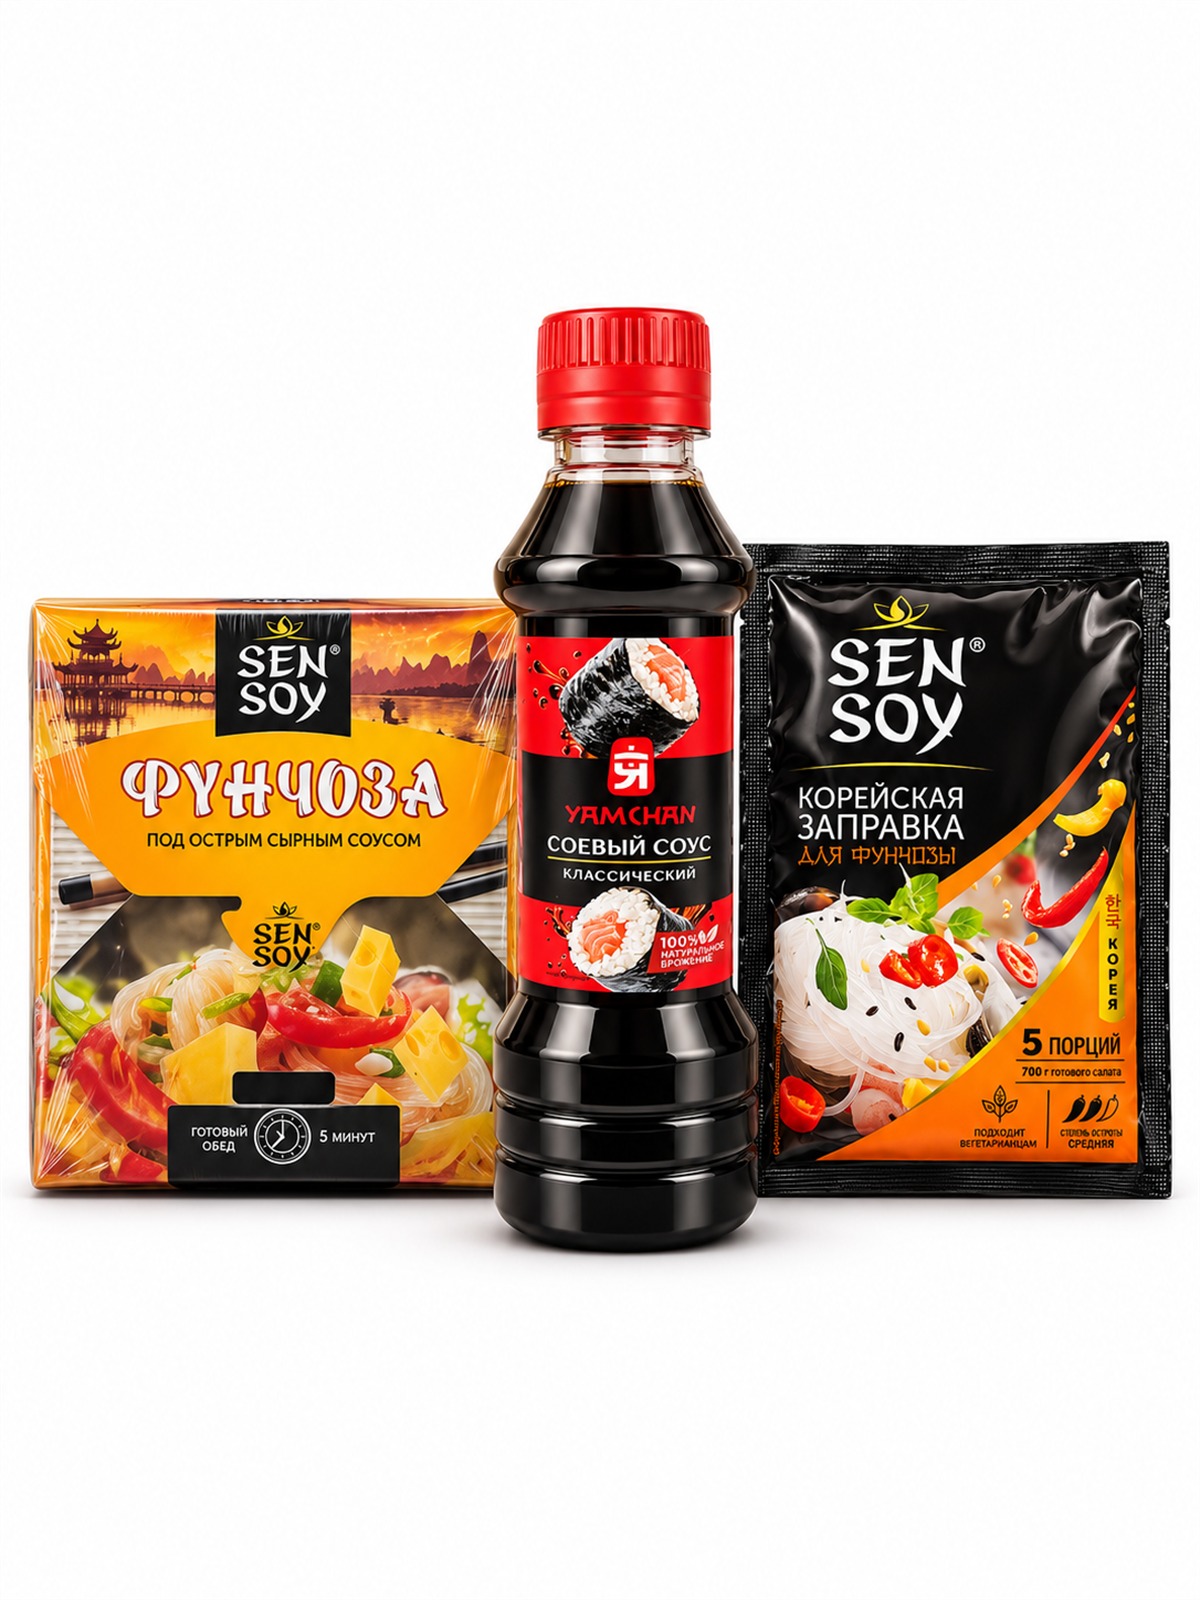 SEN®
SOY
ФУНЧОЗА
ПОД ОСТРЫМ СЫРНЫМ СОУСОМ
SEN®
SOY
ГОТОВЫЙ
ОБЕД
5 МИНУТ
YAMCHAN
СОЕВЫЙ СОУС
КЛАССИЧЕСКИЙ
100%
НАТУРАЛЬНОЕ
БРОЖЕНИЕ
SEN®
SOY
КОРЕЙСКАЯ
ЗАПРАВКА
ДЛЯ ФУНЧОЗЫ
한국 КОРЕЯ
5 ПОРЦИЙ
700 г готового салата
ПОДХОДИТ
ВЕГЕТАРИАНЦАМ
СТЕПЕНЬ ОСТРОТЫ
СРЕДНЯЯ